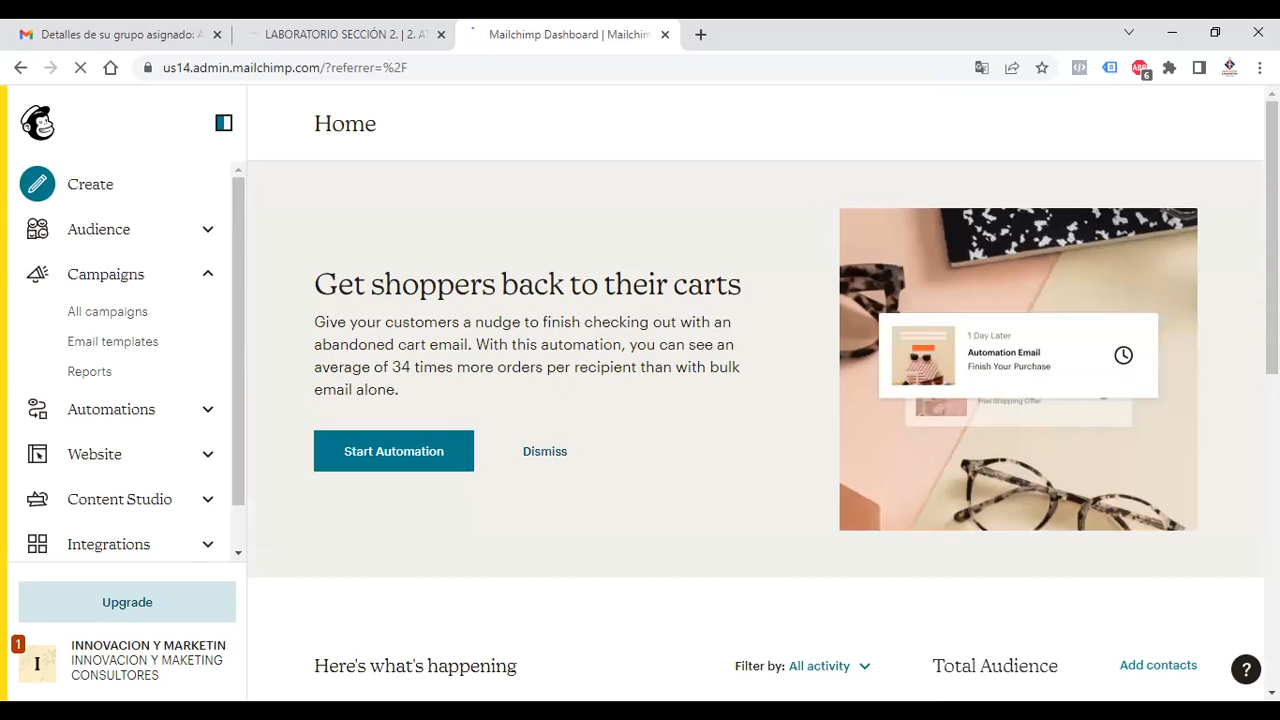 Detalles de su grupo asignado: A
LABORATORIO SECCIÓN 2. | 2. AT
Mailchimp Dashboard | Mailchim
us14.admin.mailchimp.com/?referrer=%2F
6
Home
Create
Audience
Campaigns
All campaigns
Email templates
Reports
Automations
Website
Content Studio
Integrations
Upgrade
1
I
INNOVACION Y MARKETIN
INNOVACION Y MAKETING
CONSULTORES
Get shoppers back to their carts
Give your customers a nudge to finish checking out with an
abandoned cart email. With this automation, you can see an
average of 34 times more orders per recipient than with bulk
email alone.
Start Automation
Dismiss
1 Day Later
Automation Email
Finish Your Purchase
Free Shipping Offer
Here's what's happening
Filter by: All activity
Total Audience
Add contacts
?